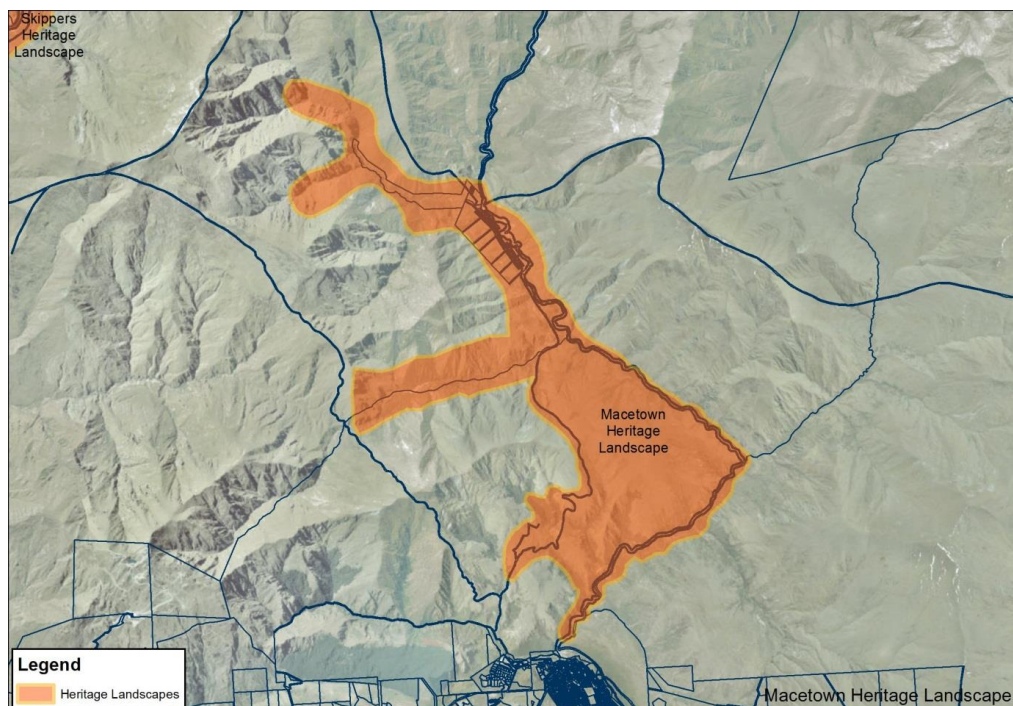 Skippers
Heritage
Landscape
Macetown
Heritage
Landscape
Legend
Heritage Landscapes
Macetown Heritage Landscape